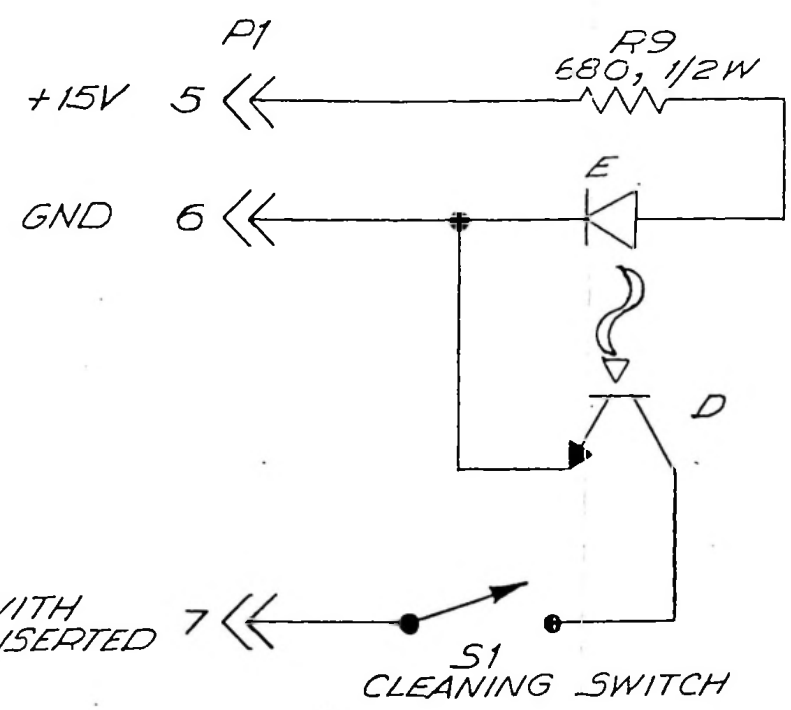 P1
R9
680, 1/2W
+15V 5
E
GND 6
D
7
S1
CLEANING SWITCH